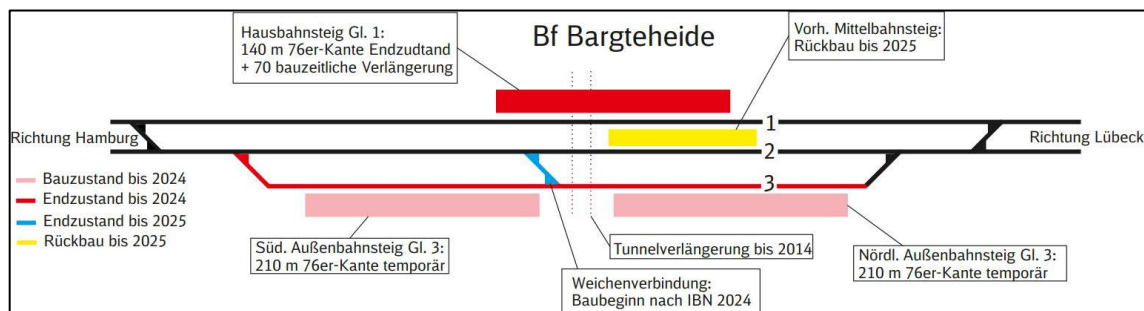 Hausbahnsteig Gl. 1:
140 m 76er-Kante Endzudtand
+ 70 bauzeitliche Verlängerung
Bf Bargteheide
Vorh. Mittelbahnsteig:
Rückbau bis 2025
Richtung Hamburg
1
2
3
Richtung Lübeck
Bauzustand bis 2024
Endzustand bis 2024
Endzustand bis 2025
Rückbau bis 2025
Süd. Außenbahnsteig Gl. 3:
210 m 76er-Kante temporär
Tunnelverlängerung bis 2014
Weichenverbindung:
Baubeginn nach IBN 2024
Nördl. Außenbahnsteig Gl. 3:
210 m 76er-Kante temporär